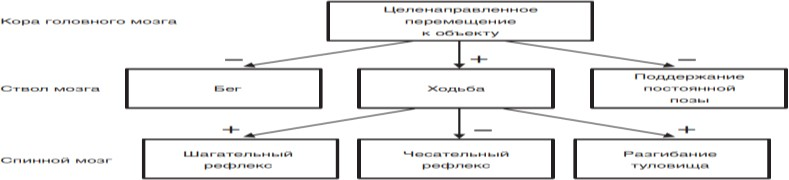 Кора головного мозга
Целенаправленное
перемещение
к объекту
– + –
Ствол мозга
Бег
Ходьба
Поддержание
постоянной
позы
+ – +
Спинной мозг
Шагательный
рефлекс
Чесательный
рефлекс
Разгибание
туловища